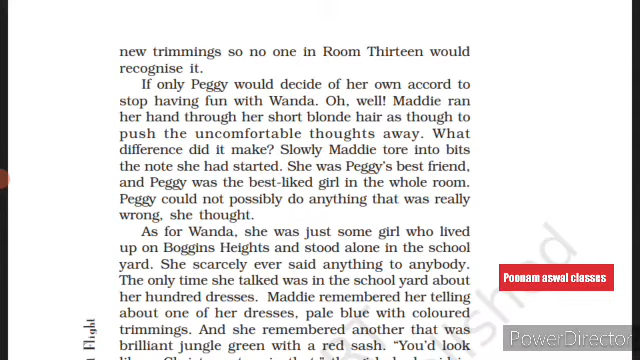 new trimmings so no one in Room Thirteen would
recognise it.
If only Peggy would decide of her own accord to
stop having fun with Wanda. Oh, well! Maddie ran
her hand through her short blonde hair as though to
push the uncomfortable thoughts away. What
difference did it make? Slowly Maddie tore into bits
the note she had started. She was Peggy's best friend,
and Peggy was the best-liked girl in the whole room.
Peggy could not possibly do anything that was really
wrong, she thought.
As for Wanda, she was just some girl who lived
up on Boggins Heights and stood alone in the school
yard. She scarcely ever said anything to anybody.
The only time she talked was in the school yard about
her hundred dresses. Maddie remembered her telling
about one of her dresses, pale blue with coloured
trimmings. And she remembered another that was
brilliant jungle green with a red sash. “You'd look
Poonam aswal classes
PowerDirector
Flight